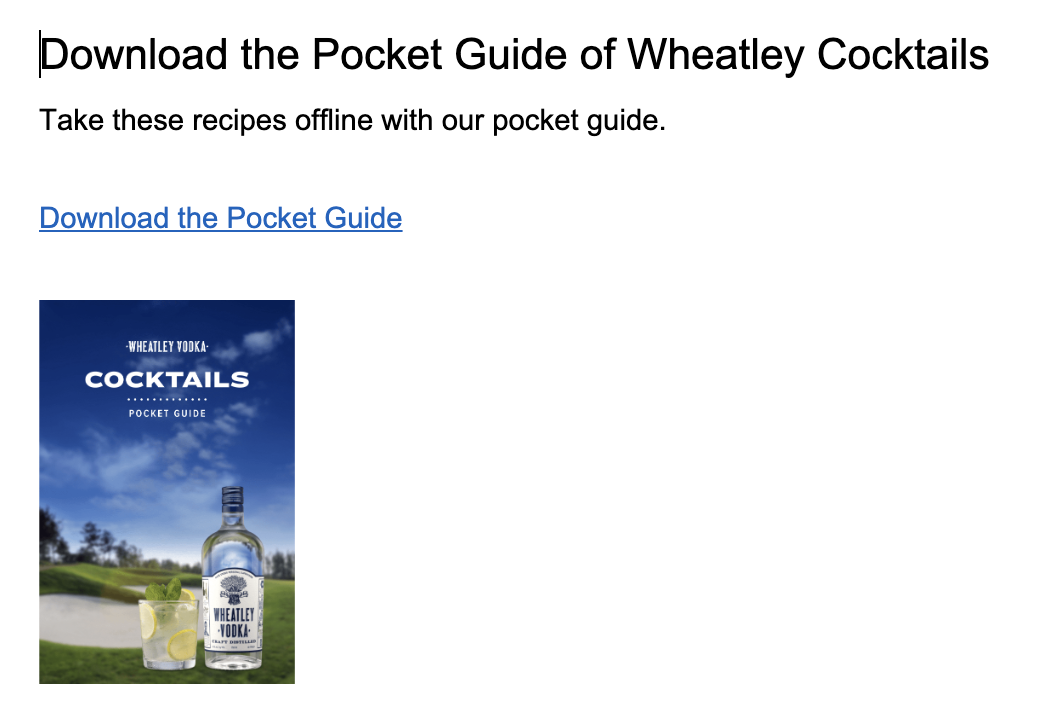 Download the Pocket Guide of Wheatley Cocktails
Take these recipes offline with our pocket guide.
Download the Pocket Guide
·WHEATLEY VODKA·
COCKTAILS
POCKET GUIDE
WHEATLEY
·VODKA·
CRAFT DISTILLED